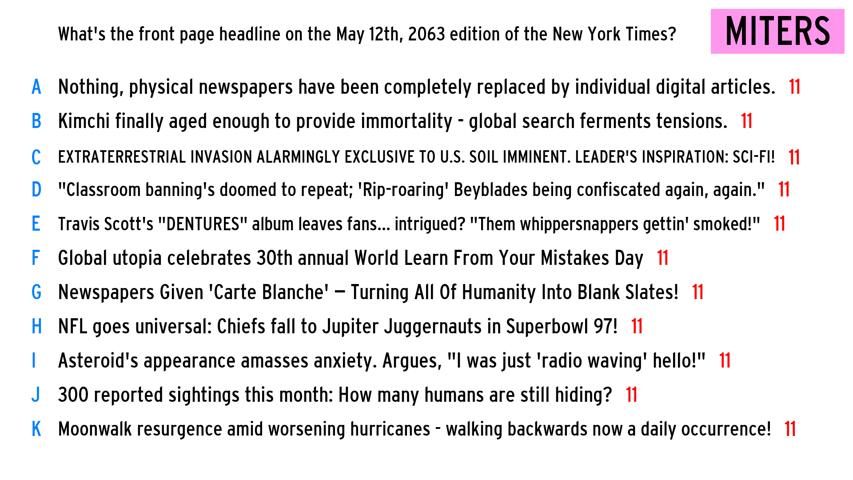 What's the front page headline on the May 12th, 2063 edition of the New York Times?
MITERS
A Nothing, physical newspapers have been completely replaced by individual digital articles. 11
B Kimchi finally aged enough to provide immortality - global search ferments tensions. 11
C EXTRATERRESTRIAL INVASION ALARMINGLY EXCLUSIVE TO U.S. SOIL IMMINENT. LEADER'S INSPIRATION: SCI-FI! 11
D "Classroom banning's doomed to repeat; 'Rip-roaring' Beyblades being confiscated again, again." 11
E Travis Scott's "DENTURES" album leaves fans... intrigued? "Them whippersnappers gettin' smoked!" 11
F Global utopia celebrates 30th annual World Learn From Your Mistakes Day 11
G Newspapers Given 'Carte Blanche' – Turning All Of Humanity Into Blank Slates! 11
H NFL goes universal: Chiefs fall to Jupiter Juggernauts in Superbowl 97! 11
I Asteroid's appearance amasses anxiety. Argues, "I was just 'radio waving' hello!" 11
J 300 reported sightings this month: How many humans are still hiding? 11
K Moonwalk resurgence amid worsening hurricanes - walking backwards now a daily occurrence! 11